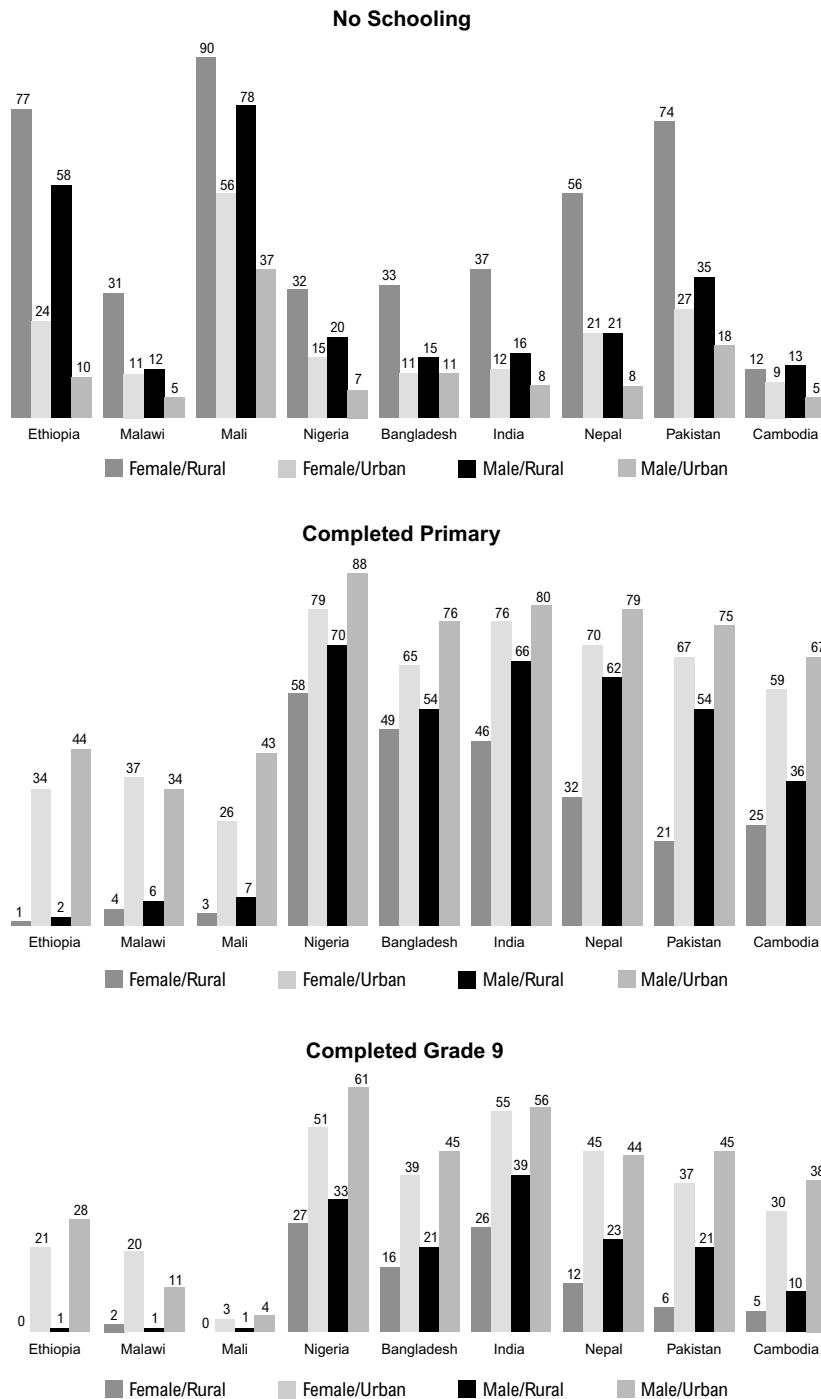 No Schooling
90
77 78 74
58 56 56
37 37 35
31 32 33
24 27
20 21 21 18
15 15 16
10 11 12 11 11 12 12 13
5 7 8 8 9 5
Ethiopia Malawi Mali Nigeria Bangladesh India Nepal Pakistan Cambodia
Female/Rural Female/Urban Male/Rural Male/Urban
Completed Primary
88
79 76 76 80 79 75
70 65 66 70 67 67
58 54 62 54 59
49 46
44 43
34 37 34 32 36
26 21 25
1 2 4 6 3 7
Ethiopia Malawi Mali Nigeria Bangladesh India Nepal Pakistan Cambodia
Female/Rural Female/Urban Male/Rural Male/Urban
Completed Grade 9
61
51 55 56
45 45 44 45
39 39 37 38
33 30
28 27 26
21 20 21 23 21
11 16 12 10
0 1 2 1 0 3 1 4 6 5
Ethiopia Malawi Mali Nigeria Bangladesh India Nepal Pakistan Cambodia
Female/Rural Female/Urban Male/Rural Male/Urban